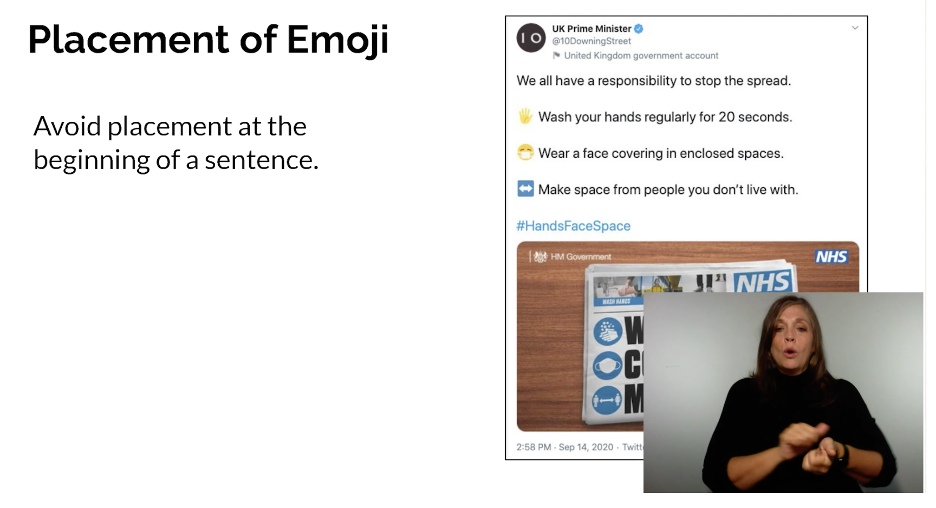 Placement of Emoji
Avoid placement at the
beginning of a sentence.
10
UK Prime Minister
@10DowningStreet
United Kingdom government account
We all have a responsibility to stop the spread.
Wash your hands regularly for 20 seconds.
Wear a face covering in enclosed spaces.
Make space from people you don't live with.
#HandsFaceSpace
HM Government
NHS
NHS
WASH HANDS
W
C
M
2:58 PM · Sep 14, 2020 · Twitt